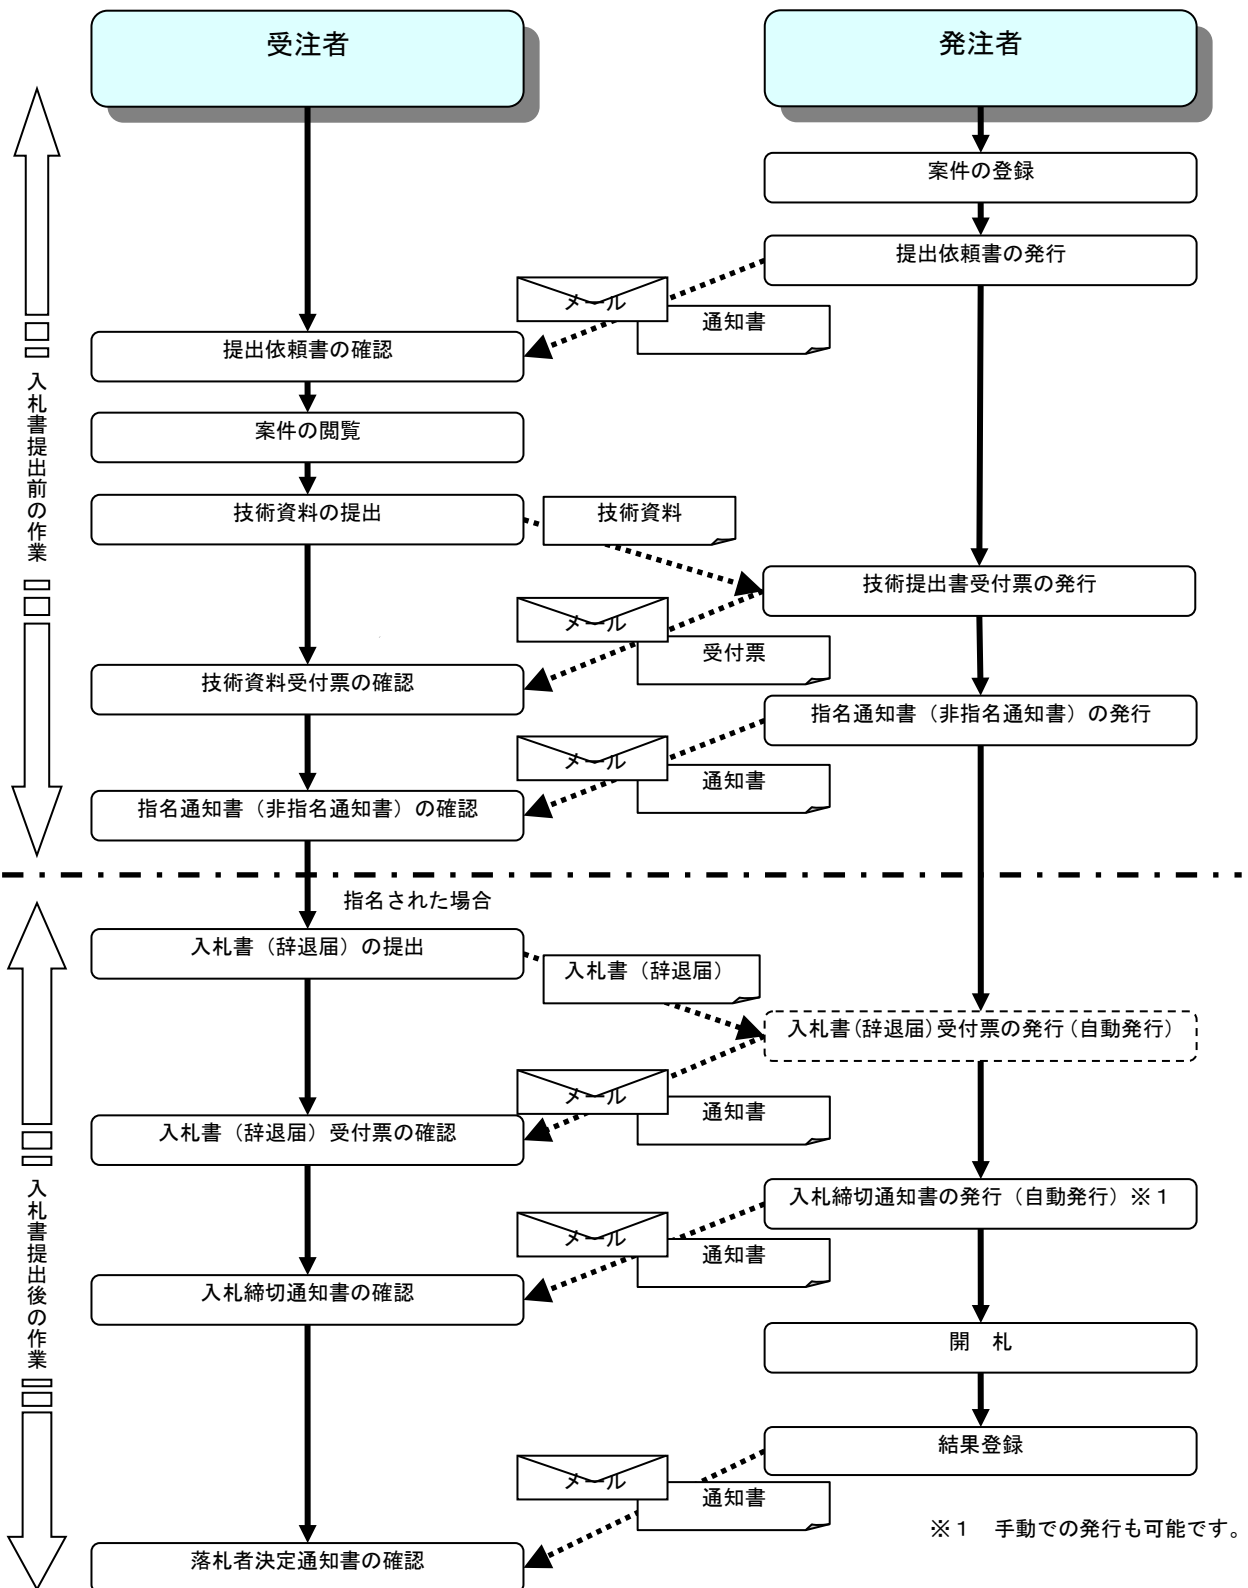 受注者
発注者
案件の登録
提出依頼書の発行
メール
通知書
提出依頼書の確認
案件の閲覧
入札書提出前の作業
技術資料の提出
技術資料
技術提出書受付票の発行
メール
受付票
技術資料受付票の確認
指名通知書（非指名通知書）の発行
メール
通知書
指名通知書（非指名通知書）の確認
指名された場合
入札書（辞退届）の提出
入札書（辞退届）
入札書（辞退届）受付票の発行（自動発行）
メール
通知書
入札書（辞退届）受付票の確認
入札書提出後の作業
入札締切通知書の発行（自動発行）※１
メール
通知書
入札締切通知書の確認
開　札
結果登録
メール
通知書
※１　手動での発行も可能です。
落札者決定通知書の確認